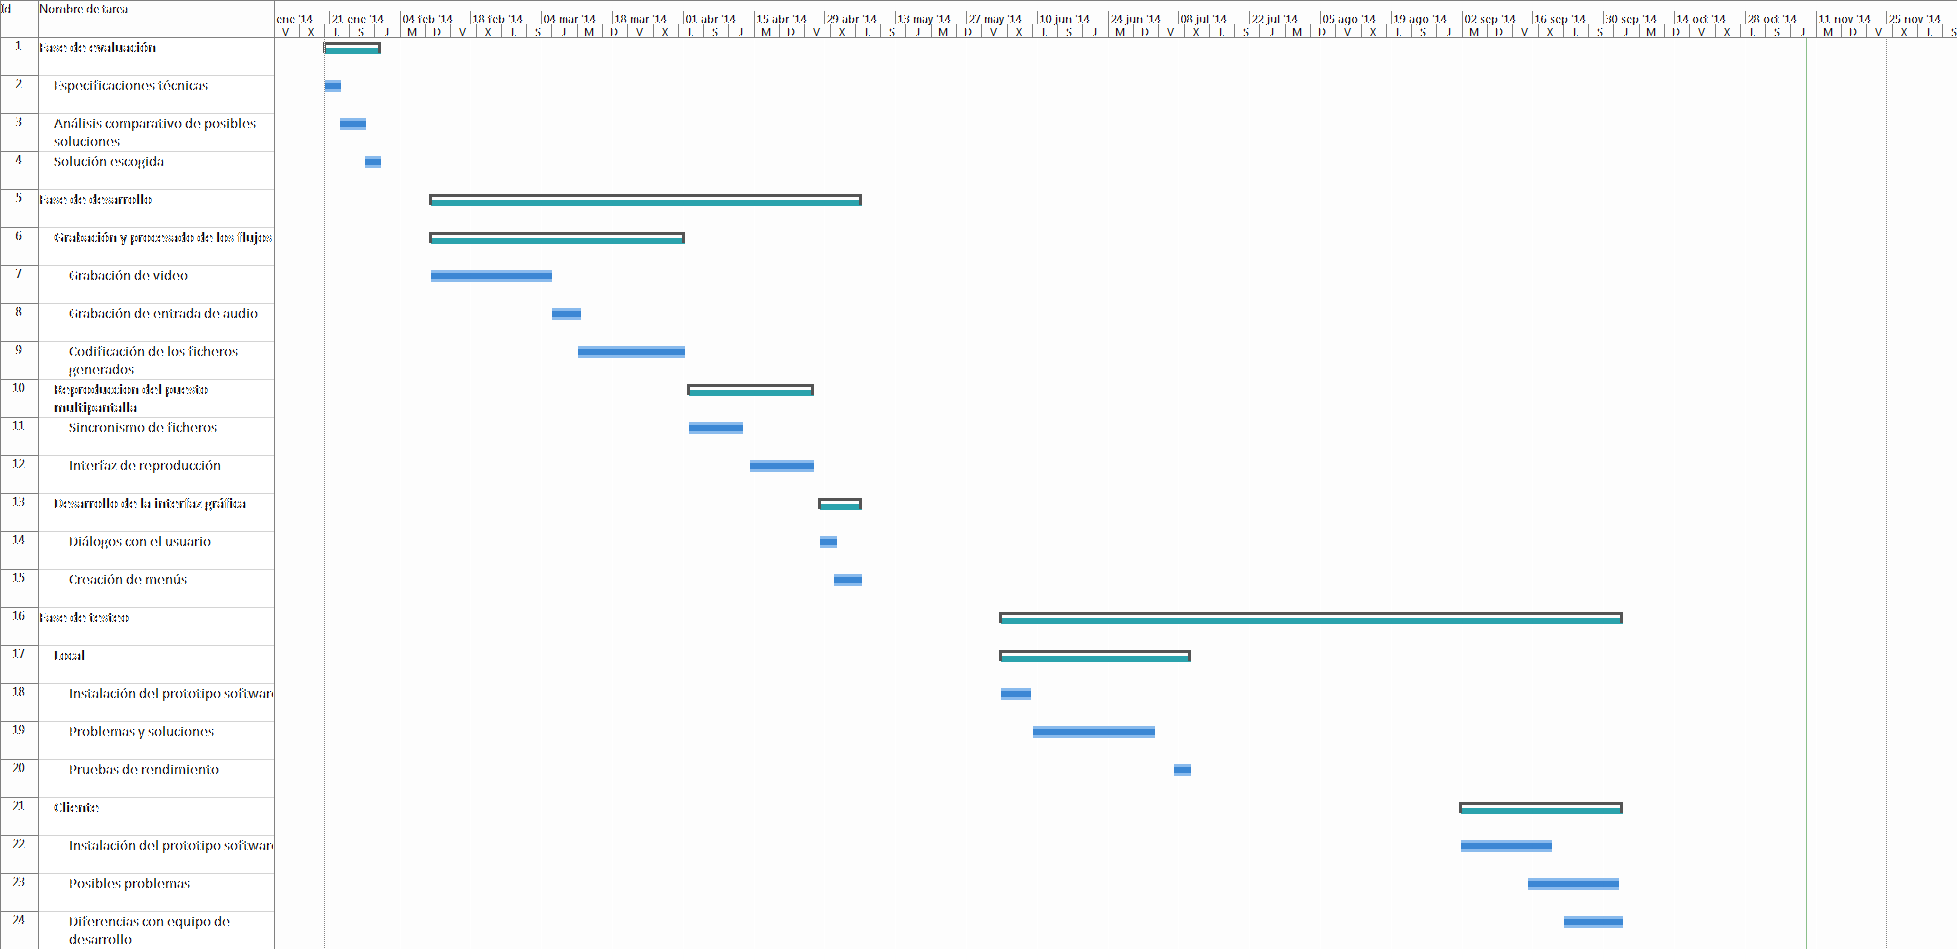 Id Nombre de tarea
ene '14 21 ene '14 04 feb '14 18 feb '14 04 mar '14 18 mar '14 01 abr '14 15 abr '14 29 abr '14 13 may '14 27 may '14 10 jun '14 24 jun '14 08 jul '14 22 jul '14 05 ago '14 19 ago '14 02 sep '14 16 sep '14 30 sep '14 14 oct '14 28 oct '14 11 nov '14 25 nov '14
V X L S J M D V X L S J M D V X L S J M D V X L S J M D V X L S J M D V X L S J M D V X L S J M D V X L S
1 Fase de evaluación
2 Especificaciones técnicas
3 Análisis comparativo de posibles
soluciones
4 Solución escogida
5 Fase de desarrollo
6 Grabación y procesado de los flujos
7 Grabación de video
8 Grabación de entrada de audio
9 Codificación de los ficheros
generados
10 Reproduccion del puesto
multipantalla
11 Sincronismo de ficheros
12 Interfaz de reproducción
13 Desarrollo de la interfaz gráfica
14 Diálogos con el usuario
15 Creación de menús
16 Fase de testeo
17 Local
18 Instalación del prototipo softwar
19 Problemas y soluciones
20 Pruebas de rendimiento
21 Cliente
22 Instalación del prototipo softwar
23 Posibles problemas
24 Diferencias con equipo de
desarrollo